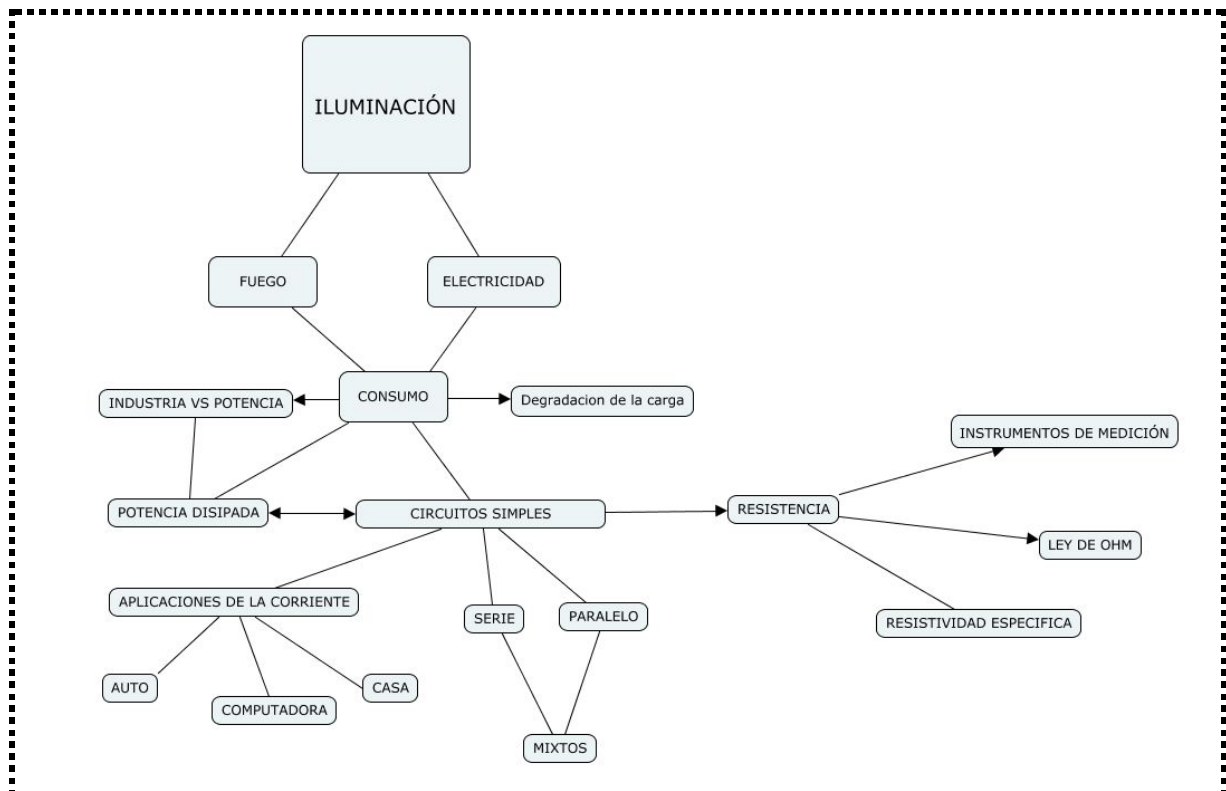 ILUMINACIÓN
FUEGO
ELECTRICIDAD
INDUSTRIA VS POTENCIA
CONSUMO
Degradacion de la carga
INSTRUMENTOS DE MEDICIÓN
POTENCIA DISIPADA
CIRCUITOS SIMPLES
RESISTENCIA
LEY DE OHM
APLICACIONES DE LA CORRIENTE
SERIE
PARALELO
RESISTIVIDAD ESPECIFICA
AUTO
COMPUTADORA
CASA
MIXTOS